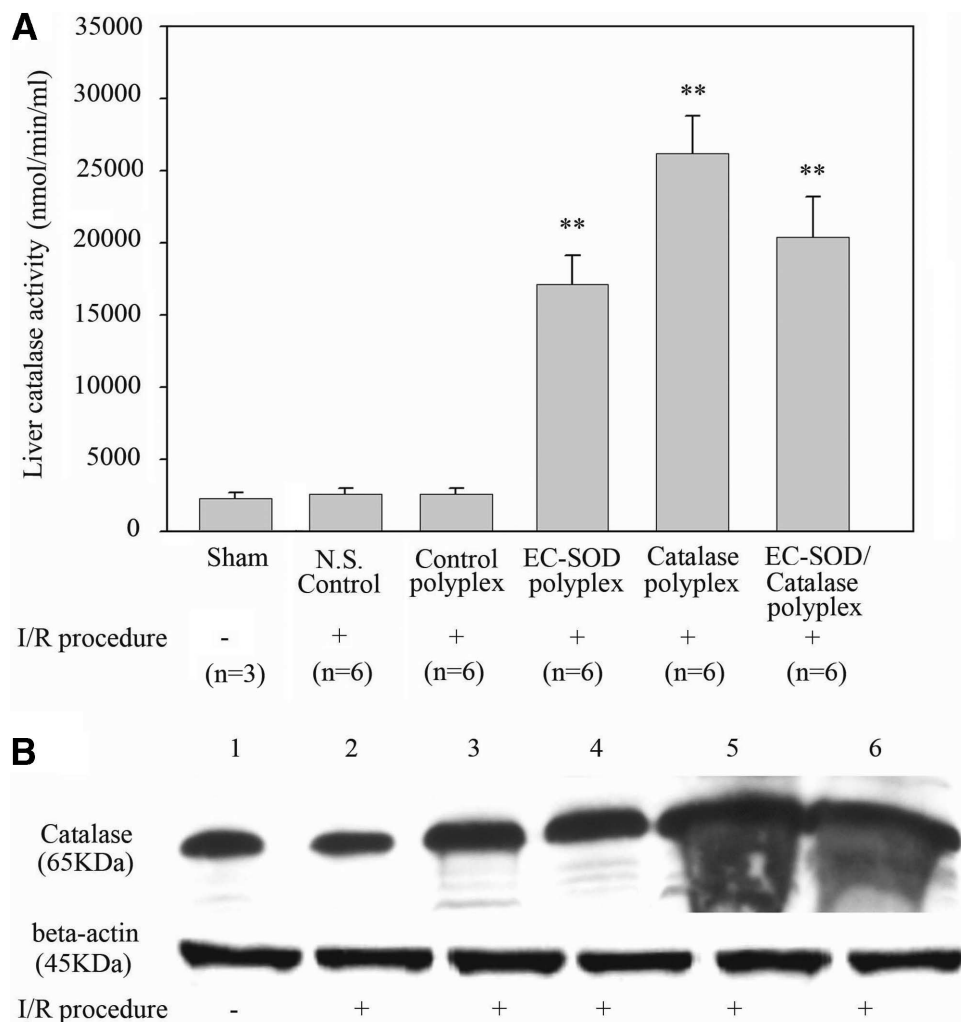 A
Liver catalase activity (nmol/min/ml)
35000
30000
25000
20000
15000
10000
5000
0
** ** **
Sham N.S. Control EC-SOD Catalase EC-SOD/
Control polyplex polyplex polyplex Catalase
polyplex
I/R procedure - + + + + +
(n=3) (n=6) (n=6) (n=6) (n=6) (n=6)
B
1 2 3 4 5 6
Catalase
(65KDa)
beta-actin
(45KDa)
I/R procedure - + + + + +